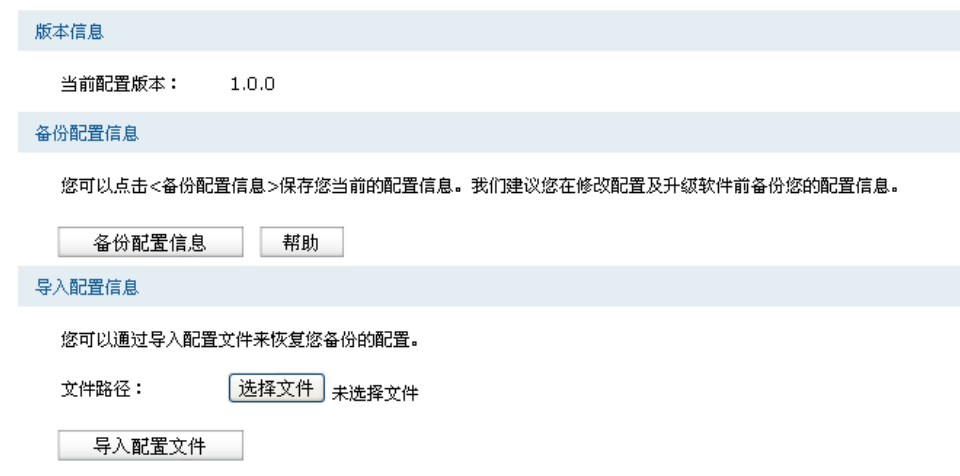 版本信息
当前配置版本： 1.0.0
备份配置信息
您可以点击<备份配置信息>保存您当前的配置信息。我们建议您在修改配置及升级软件前备份您的配置信息。
备份配置信息 帮助
导入配置信息
您可以通过导入配置文件来恢复您备份的配置。
文件路径： 选择文件 未选择文件
导入配置文件